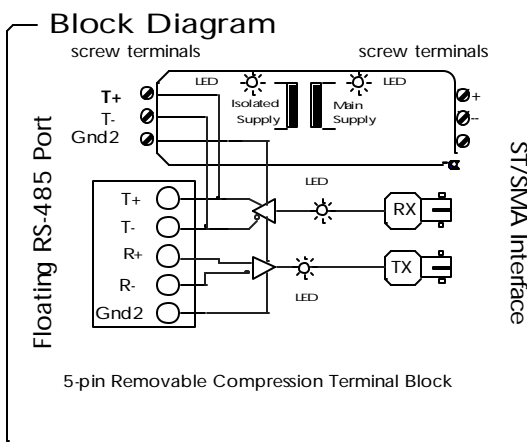 Block Diagram
screw terminals
screw terminals
LED
LED
T+
Isolated
Supply
Main
Supply
+
T-
--
Gnd2
Floating RS-485 Port
ST/SMA Interface
LED
T+
RX
T-
R+
TX
R-
LED
Gnd2
5-pin Removable Compression Terminal Block